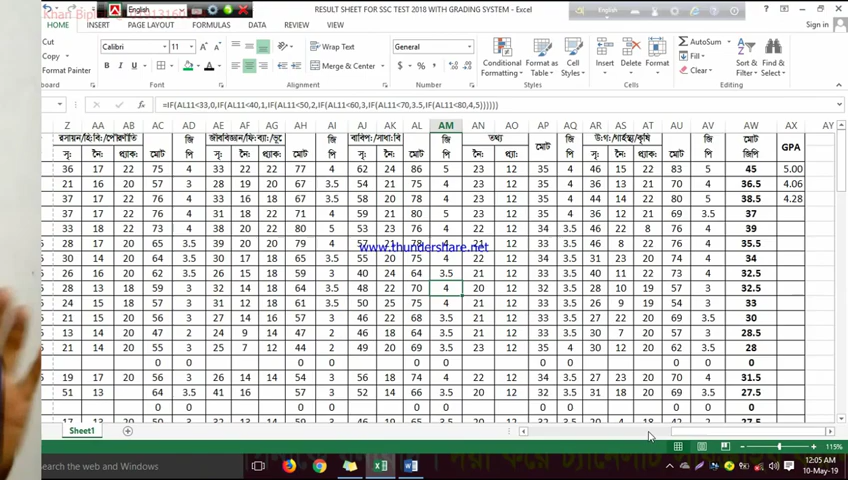 English
RESULT SHEET FOR SSC TEST 2018 WITH GRADING SYSTEM - Excel
HOME INSERT PAGE LAYOUT FORMULAS DATA REVIEW VIEW Sign in
Cut
Copy
Format Painter
Clipboard
Calibri 11
Font
Wrap Text
Merge & Center
Alignment
General
Number
Conditional Formatting
Format as Table
Cell Styles
Styles
Insert Delete Format
Cells
AutoSum
Fill
Clear
Sort & Filter
Find & Select
Editing
=IF(AL11<33,0,IF(AL11<40,1,IF(AL11<50,2,IF(AL11<60,3,IF(AL11<70,3.5,IF(AL11<80,4,5))))))
Z AA AB AC AD AE AF AG AH AI AJ AK AL AM AN AO AP AQ AR AS AT AU AV AW AX AY
জি জি তথ্য মোট জি মোট
সৃ: নৈ: মোট পি সৃ: নৈ: মোট পি সৃ: নৈ: মোট পি নৈ: পি সৃ: নৈ: মোট পি জিপি GPA
36 17 22 75 4 33 22 22 77 4 62 24 86 5 23 12 35 4 46 15 22 83 5 45 5.00
21 16 20 57 3 28 19 20 67 3.5 54 21 75 4 23 12 35 4 36 13 21 70 4 36.5 4.06
37 17 22 76 4 33 16 18 67 3.5 58 20 78 4 23 12 35 4 44 14 22 80 5 38.5 4.28
37 17 22 76 4 31 18 22 71 4 59 21 80 5 23 12 35 4 36 12 21 69 3.5 37
33 18 22 73 4 38 20 22 80 5 54 22 76 4 22 12 34 3.5 46 22 8 76 4 39
28 17 20 65 3.5 39 20 20 79 4 57 21 78 4 21 12 33 3.5 46 8 22 76 4 35.5
www.thundershare.net
30 14 20 64 3.5 30 17 18 65 3.5 55 20 75 4 21 12 33 3.5 31 23 20 74 4 34
26 16 20 62 3.5 26 15 18 59 3 40 24 64 3.5 21 12 33 3.5 40 11 22 73 4 32.5
28 13 18 59 3 32 14 18 64 3.5 48 22 70 4 20 12 32 3.5 28 10 19 57 3 32.5
24 15 18 57 3 31 12 18 61 3.5 50 25 75 4 21 12 33 3.5 26 9 19 54 3 33
21 15 20 56 3 27 13 16 56 3 46 22 68 3.5 21 12 33 3.5 27 22 20 69 3.5 30
13 14 20 47 2 24 9 14 47 2 46 18 64 3.5 21 12 33 3.5 30 7 20 57 3 28.5
21 14 20 55 3 25 7 12 44 2 49 20 69 3.5 23 12 35 4 30 12 20 62 3.5 28
0 0 0 0 0 0 0 0 0 0 0
19 17 20 56 3 26 14 14 54 3 56 18 74 4 22 12 34 3.5 27 23 20 70 4 31.5
51 13 64 3.5 41 16 57 3 52 14 66 3.5 20 12 32 3.5 31 18 20 69 3.5 27.5
0 0 0 0 0 0 0 0 0 0 0
Sheet1
115%
Search the web and Windows
12:05 AM
10-May-19